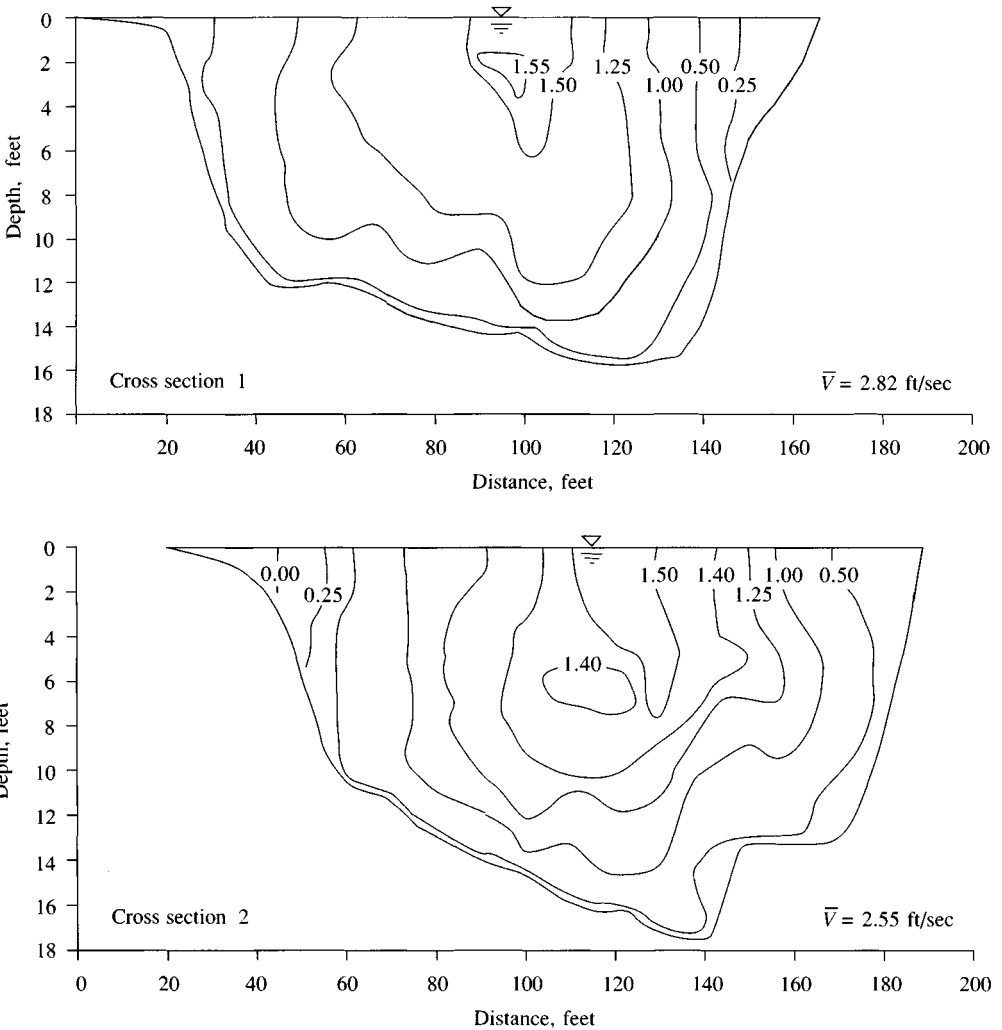 0
2
1.55
1.25
0.50
1.50
1.00
0.25
4
6
8
10
12
14
16
18
Depth, feet
Cross section 1
V̅ = 2.82 ft/sec
20 40 60 80 100 120 140 160 180 200
Distance, feet
0
0.00
1.50 1.40 1.00 0.50
2
0.25
1.25
4
1.40
6
8
10
12
14
16
18
Depth, feet
Cross section 2
V̅ = 2.55 ft/sec
0 20 40 60 80 100 120 140 160 180 200
Distance, feet